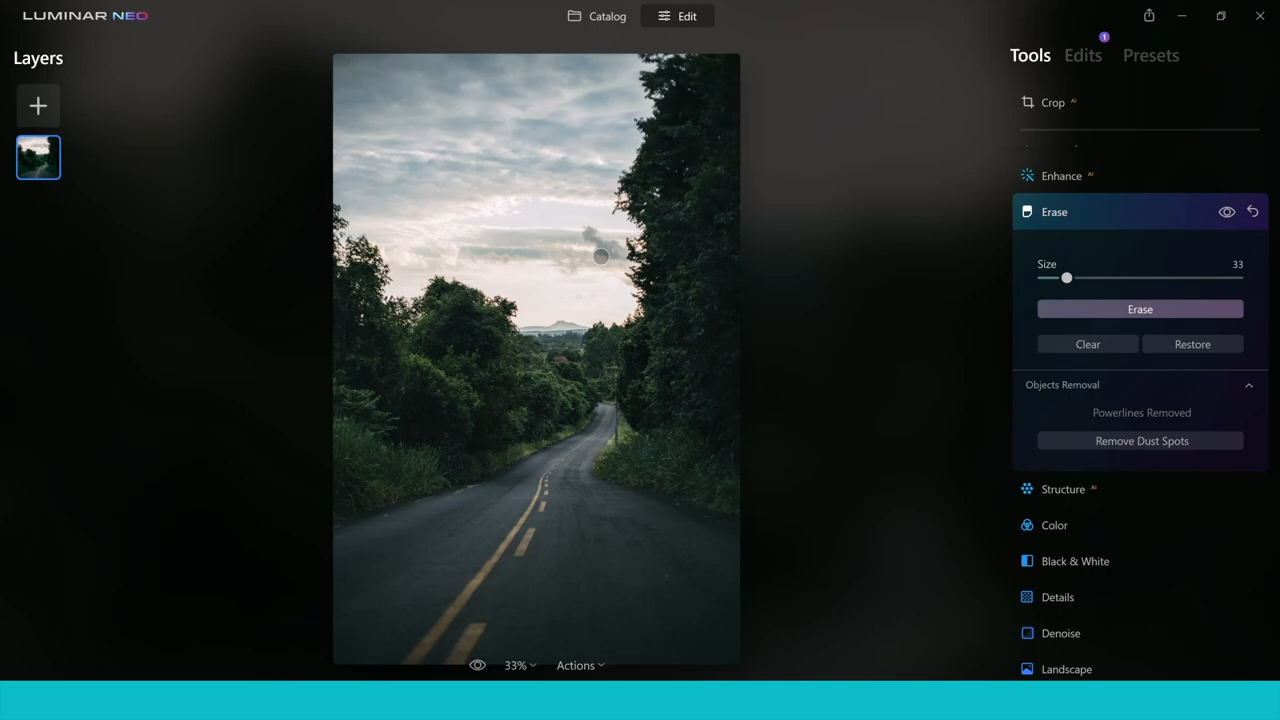 LUMINAR NEO
Catalog
Edit
Layers
1
Tools Edits Presets
Crop AI
Enhance AI
Erase
Size 33
Erase
Clear Restore
Objects Removal
Powerlines Removed
Remove Dust Spots
Structure AI
Color
Black & White
Details
Denoise
Landscape
33% Actions